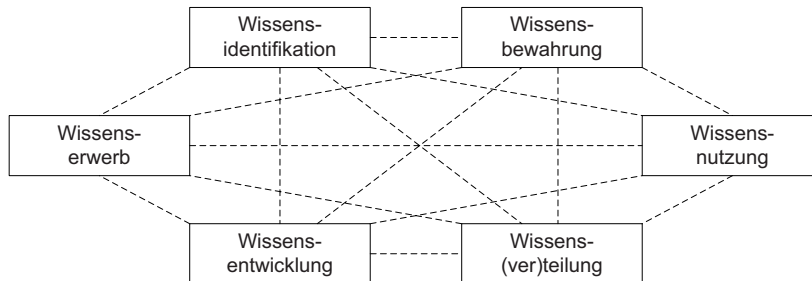 Wissens-
identifikation
Wissens-
bewahrung
Wissens-
erwerb
Wissens-
nutzung
Wissens-
entwicklung
Wissens-
(ver)teilung